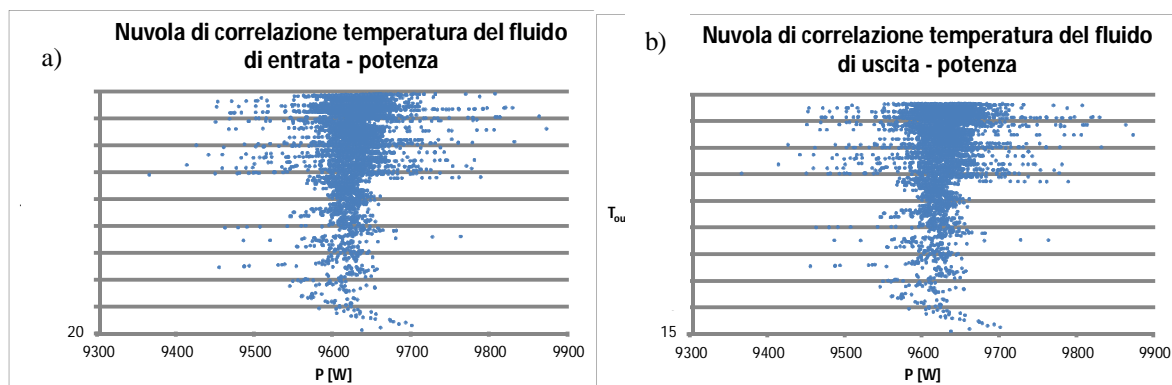 a)
Nuvola di correlazione temperatura del fluido
di entrata - potenza
20
9300 9400 9500 9600 9700 9800 9900
P [W]
b)
Nuvola di correlazione temperatura del fluido
di uscita - potenza
T_ou
15
9300 9400 9500 9600 9700 9800 9900
P [W]